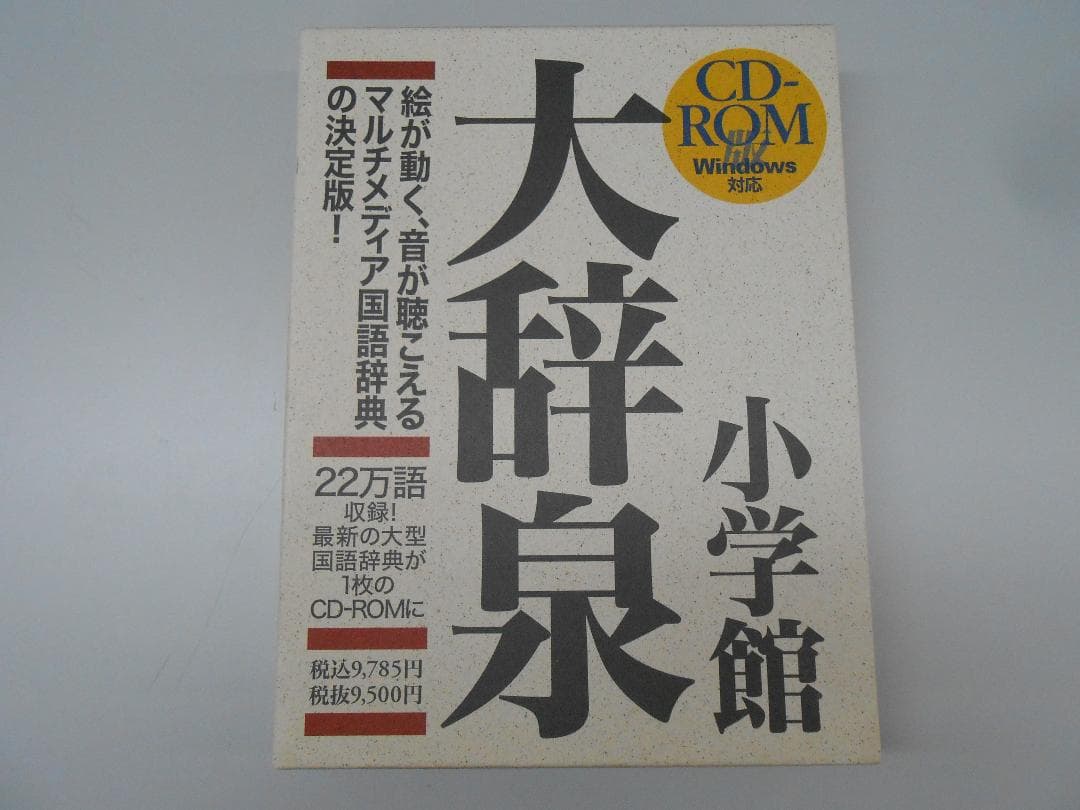 CD-
ROM
版
Windows
対応
小学館
大辞泉
絵が動く、音が聴こえる
マルチメディア国語辞典
の決定版！
22万語
収録！
最新の大型
国語辞典が
1枚の
CD-ROMに
税込9,785円
税抜9,500円